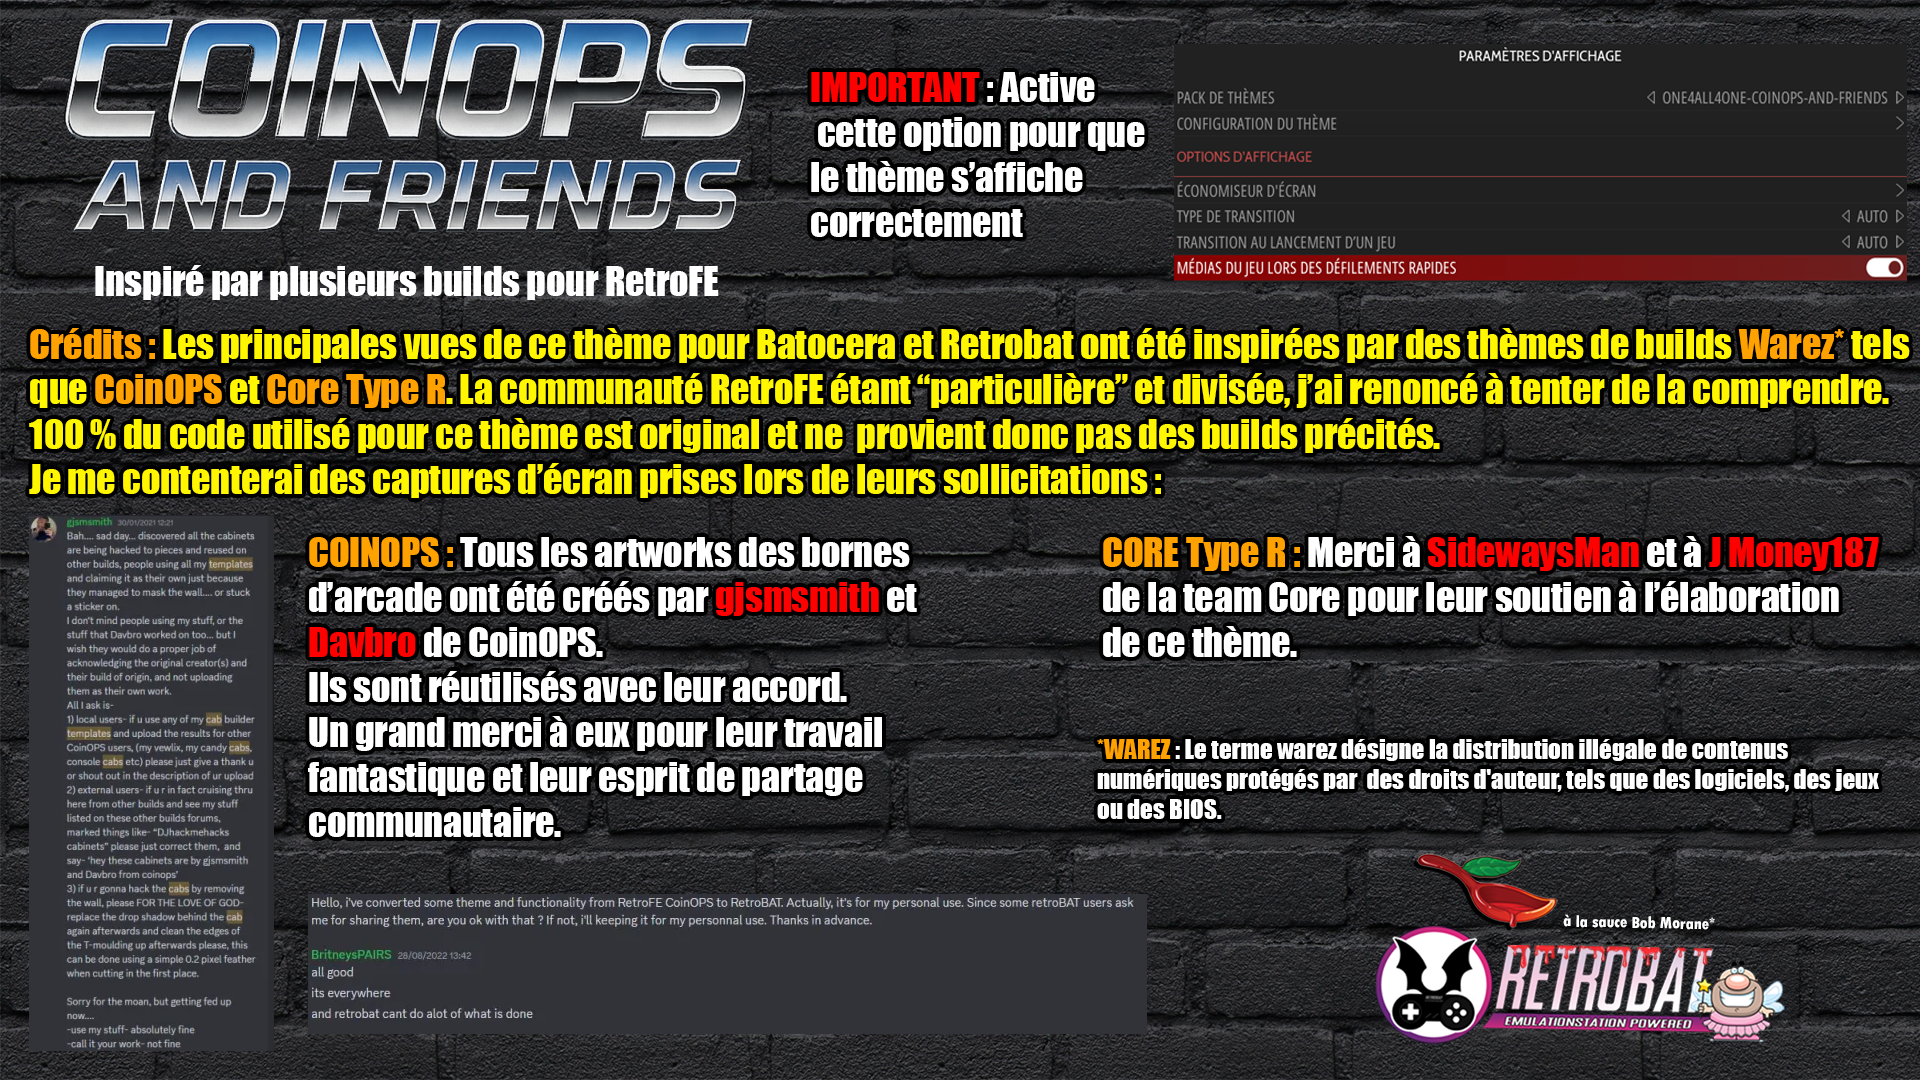 COINOPS
AND FRIENDS
Inspiré par plusieurs builds pour RetroFE
IMPORTANT : Active
cette option pour que
le thème s’affiche
correctement
PARAMÈTRES D'AFFICHAGE
PACK DE THÈMES ONE4ALL4ONE-COINOPS-AND-FRIENDS
CONFIGURATION DU THÈME
OPTIONS D'AFFICHAGE
ÉCONOMISEUR D'ÉCRAN
TYPE DE TRANSITION AUTO
TRANSITION AU LANCEMENT D'UN JEU AUTO
MÉDIAS DU JEU LORS DES DÉFILEMENTS RAPIDES
Crédits : Les principales vues de ce thème pour Batocera et Retrobat ont été inspirées par des thèmes de builds Warez* tels
que CoinOPS et Core Type R. La communauté RetroFE étant “particulière” et divisée, j’ai renoncé à tenter de la comprendre.
100 % du code utilisé pour ce thème est original et ne provient donc pas des builds précités.
Je me contenterai des captures d’écran prises lors de leurs sollicitations :
gjsmsmith 30/01/2021 12:21
Bah.... sad day... discovered all the cabinets
are being hacked to pieces and reused on
other builds, people using all my templates
and claiming it as their own just because
they managed to mask the wall.... or stuck
a sticker on.
I don't mind people using my stuff, or the
stuff that Davbro worked on too... but I
wish they would do a proper job of
acknowledging the original creator(s) and
their build of origin, and not uploading
them as their own work.
All I ask is-
1) local users- if u use any of my cab builder
templates and upload the results for other
CoinOPS users, (my vewlix, my candy cabs,
console cabs etc) please just give a thank u
or shout out in the description of ur upload
2) external users- if u r in fact cruising thru
here from other builds and see my stuff
listed on these other builds forums,
marked things like- "DJhackmehacks
cabinets" please just correct them, and
say- 'hey these cabinets are by gjsmsmith
and Davbro from coinops'
3) if u r gonna hack the cabs by removing
the wall, please FOR THE LOVE OF GOD-
replace the drop shadow behind the cab
again afterwards and clean the edges of
the T-moulding up afterwards please, this
can be done using a simple 0.2 pixel feather
when cutting in the first place.
Sorry for the moan, but getting fed up
now....
-use my stuff- absolutely fine
-call it your work- not fine
COINOPS : Tous les artworks des bornes
d’arcade ont été créés par gjsmsmith et
Davbro de CoinOPS.
Ils sont réutilisés avec leur accord.
Un grand merci à eux pour leur travail
fantastique et leur esprit de partage
communautaire.
Hello, i've converted some theme and functionality from RetroFE CoinOPS to RetroBAT. Actually, it's for my personal use. Since some retroBAT users ask
me for sharing them, are you ok with that ? If not, i'll keeping it for my personnal use. Thanks in advance.
BritneysPAIRS 28/08/2022 13:42
all good
its everywhere
and retrobat cant do alot of what is done
CORE Type R : Merci à SidewaysMan et à J Money187
de la team Core pour leur soutien à l’élaboration
de ce thème.
*WAREZ : Le terme warez désigne la distribution illégale de contenus
numériques protégés par des droits d'auteur, tels que des logiciels, des jeux
ou des BIOS.
à la sauce Bob Morane*
RETROBAT
EMULATIONSTATION POWERED